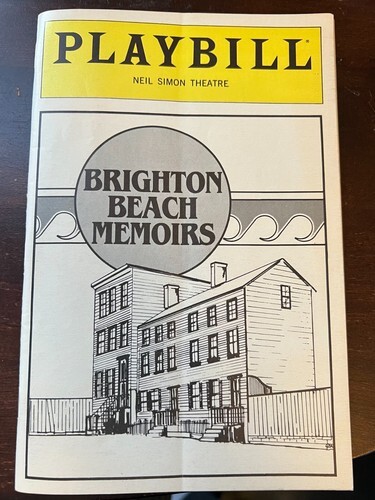 PLAYBILL
NEIL SIMON THEATRE
BRIGHTON
BEACH
MEMOIRS